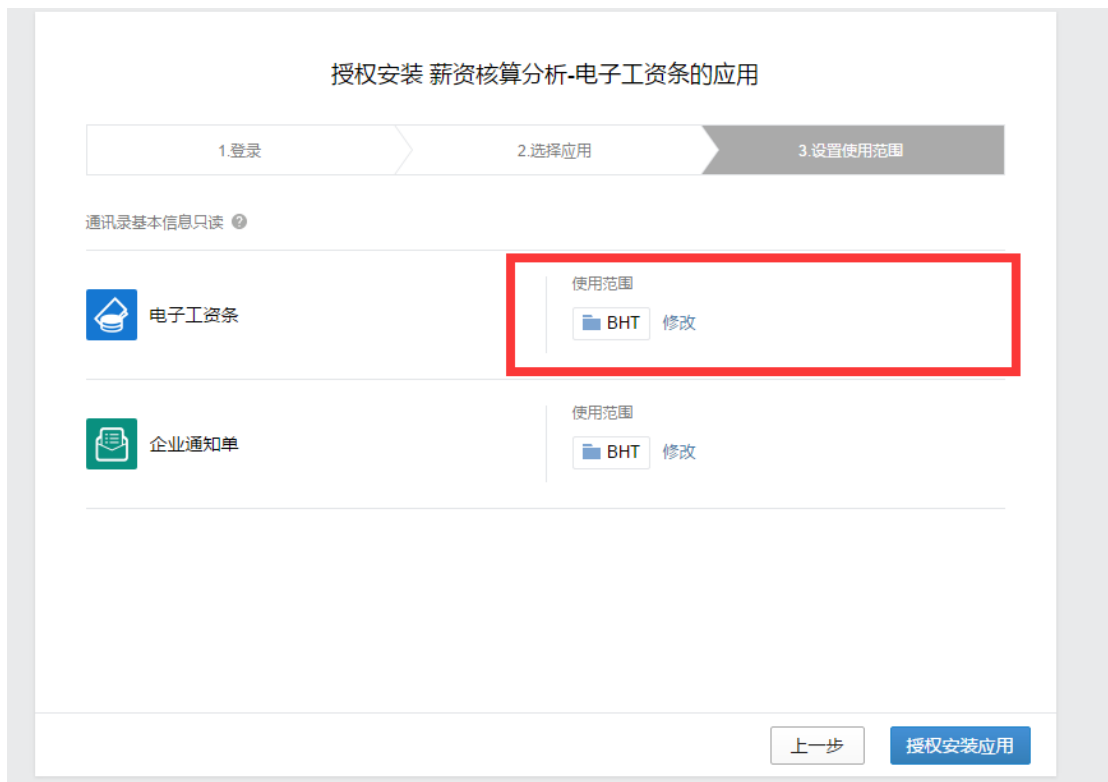 授权安装 薪资核算分析-电子工资条的应用
1.登录
2.选择应用
3.设置使用范围
通讯录基本信息只读 ?
电子工资条
使用范围
BHT 修改
企业通知单
使用范围
BHT 修改
上一步
授权安装应用